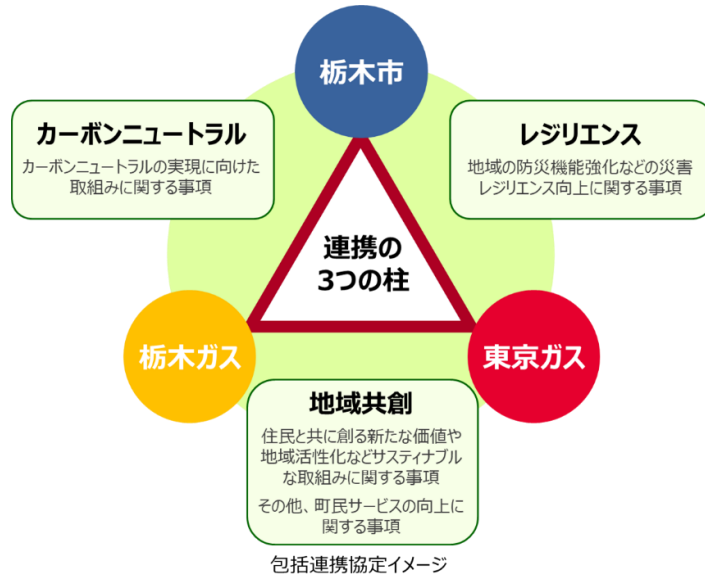 栃木市
カーボンニュートラル
カーボンニュートラルの実現に向けた
取組みに関する事項
レジリエンス
地域の防災機能強化などの災害
レジリエンス向上に関する事項
連携の
3つの柱
栃木ガス
東京ガス
地域共創
住民と共に創る新たな価値や
地域活性化などサスティナブル
な取組みに関する事項
その他、町民サービスの向上に
関する事項
包括連携協定イメージ